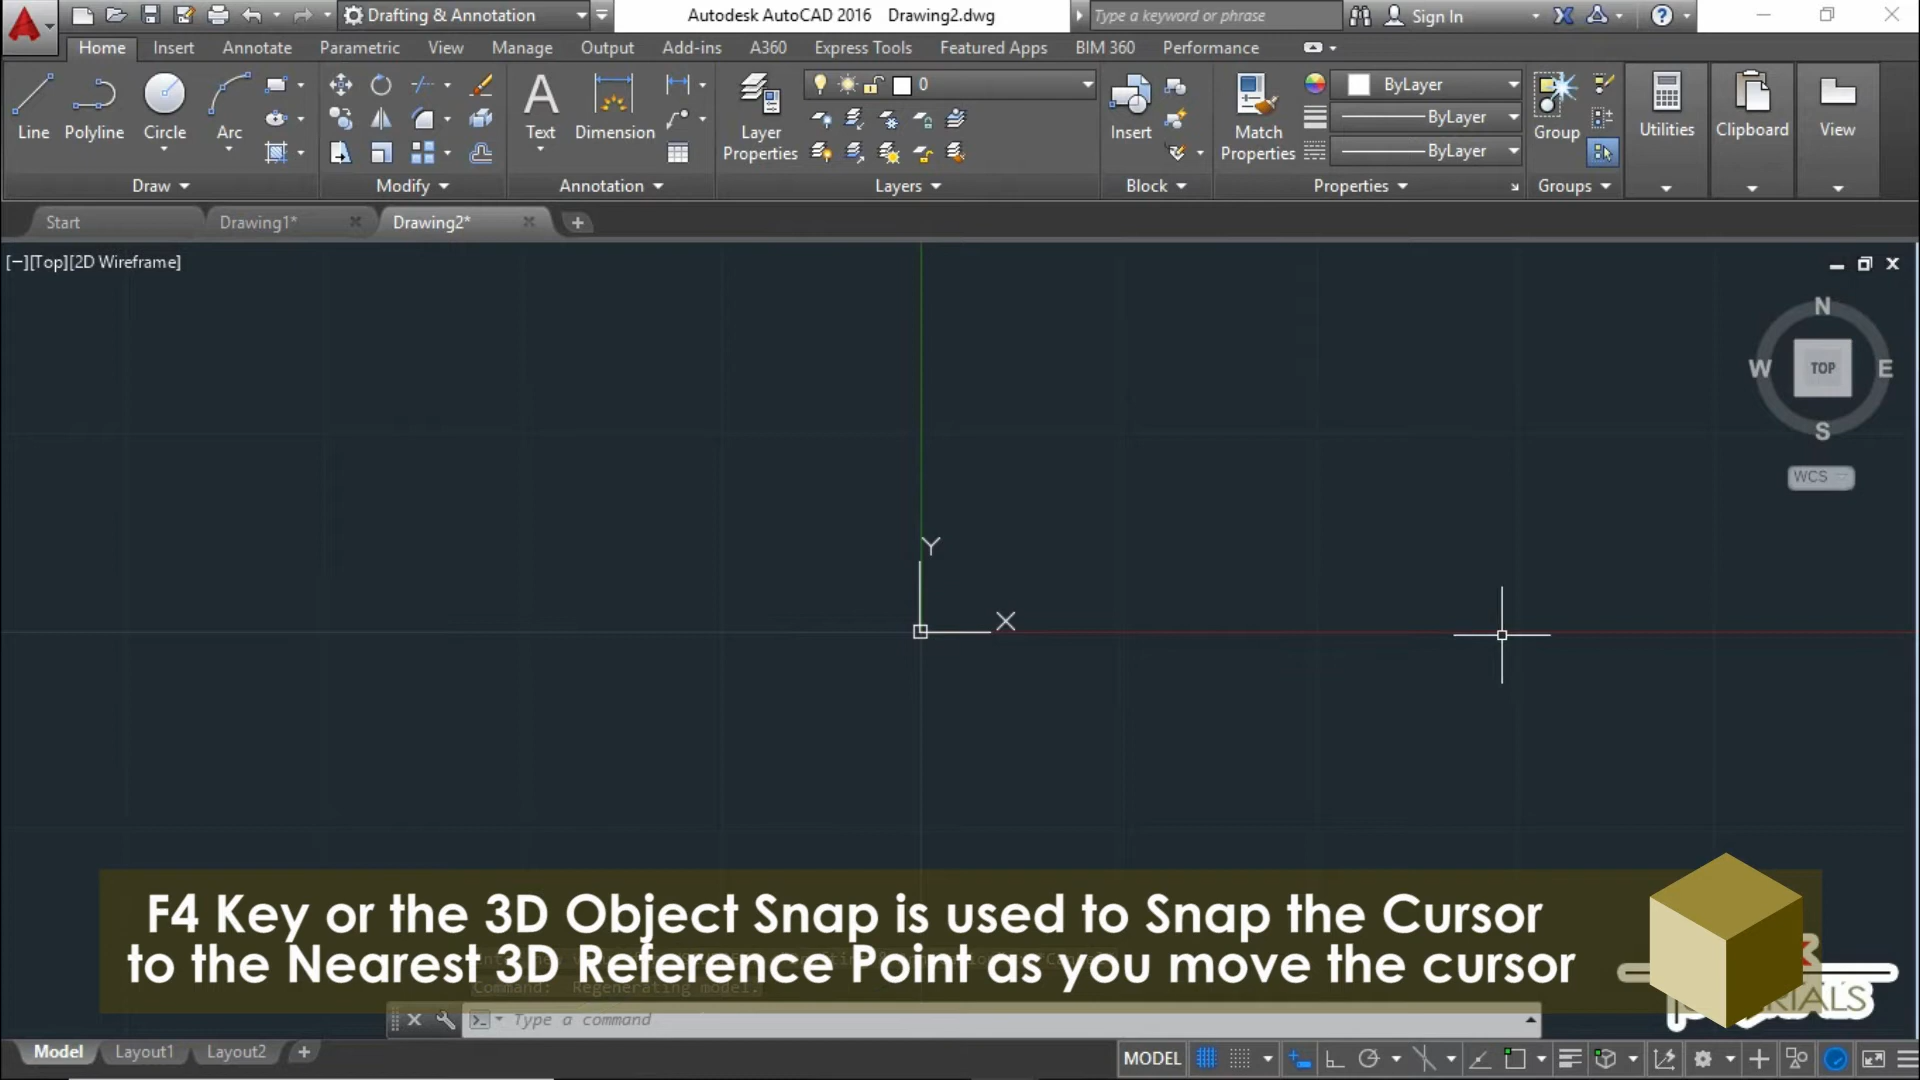 Drafting & Annotation
Autodesk AutoCAD 2016 Drawing2.dwg
Type a keyword or phrase
Sign In
Home Insert Annotate Parametric View Manage Output Add-ins A360 Express Tools Featured Apps BIM 360 Performance
Line Polyline Circle Arc
Text Dimension
Layer Properties
0
Insert
Match Properties
ByLayer
ByLayer
ByLayer
Group
Utilities
Clipboard
View
Draw Modify Annotation Layers Block Properties Groups
Start Drawing1* Drawing2*
[−][Top][2D Wireframe]
N
W TOP E
S
WCS
Y
X
F4 Key or the 3D Object Snap is used to Snap the Cursor
to the Nearest 3D Reference Point as you move the cursor
Command: Regenerating model.
Type a command
Model Layout1 Layout2
MODEL